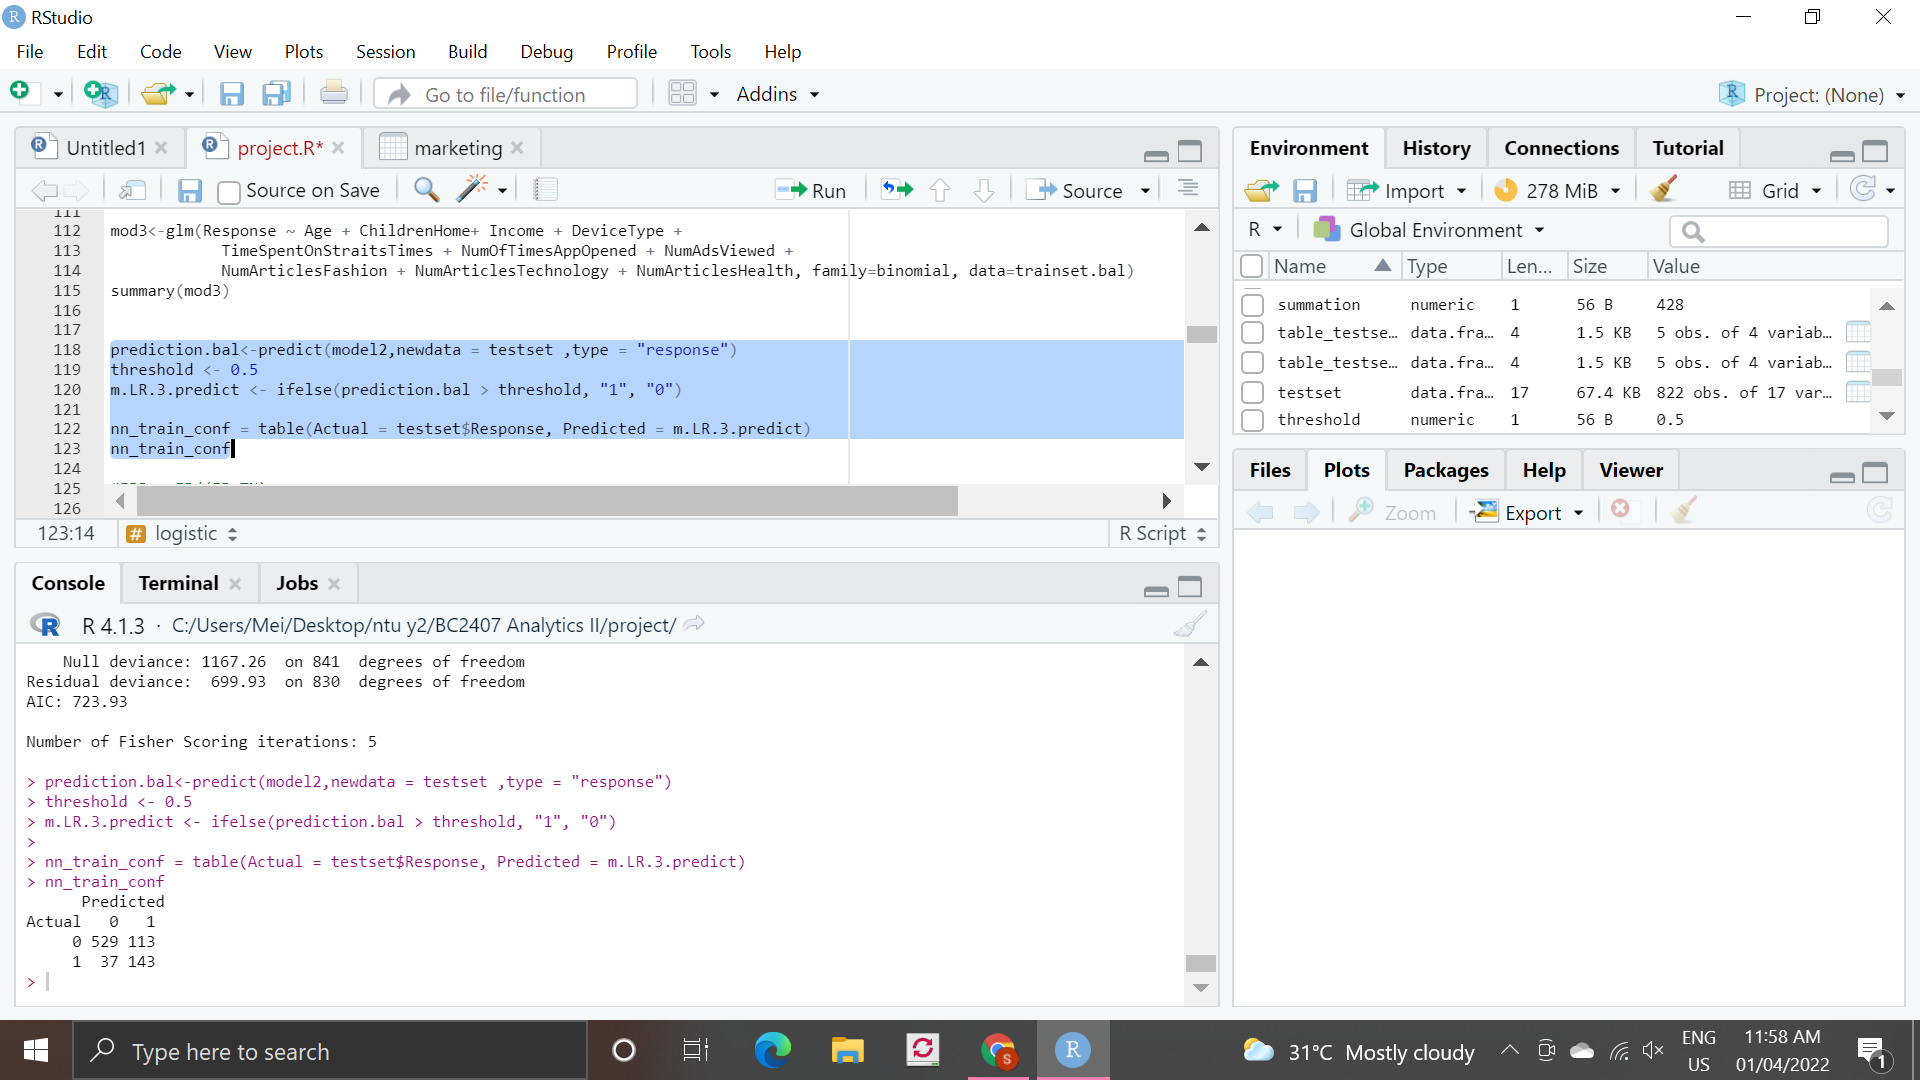 RStudio
File Edit Code View Plots Session Build Debug Profile Tools Help
Go to file/function Addins Project: (None)
Untitled1 project.R* marketing
Source on Save Run Source
111
112 mod3<-glm(Response ~ Age + ChildrenHome+ Income + DeviceType +
113 TimeSpentOnStraitsTimes + NumOfTimesAppOpened + NumAdsViewed +
114 NumArticlesFashion + NumArticlesTechnology + NumArticlesHealth, family=binomial, data=trainset.bal)
115 summary(mod3)
116
117
118 prediction.bal<-predict(model2,newdata = testset ,type = "response")
119 threshold <- 0.5
120 m.LR.3.predict <- ifelse(prediction.bal > threshold, "1", "0")
121
122 nn_train_conf = table(Actual = testset$Response, Predicted = m.LR.3.predict)
123 nn_train_conf
124
125
126
123:14 # logistic R Script
Console Terminal Jobs
R 4.1.3 · C:/Users/Mei/Desktop/ntu y2/BC2407 Analytics II/project/
Null deviance: 1167.26 on 841 degrees of freedom
Residual deviance: 699.93 on 830 degrees of freedom
AIC: 723.93
Number of Fisher Scoring iterations: 5
> prediction.bal<-predict(model2,newdata = testset ,type = "response")
> threshold <- 0.5
> m.LR.3.predict <- ifelse(prediction.bal > threshold, "1", "0")
>
> nn_train_conf = table(Actual = testset$Response, Predicted = m.LR.3.predict)
> nn_train_conf
Predicted
Actual 0 1
0 529 113
1 37 143
>
Environment History Connections Tutorial
Import 278 MiB Grid
R Global Environment
Name Type Len... Size Value
summation numeric 1 56 B 428
table_testse... data.fra... 4 1.5 KB 5 obs. of 4 variab...
table_testse... data.fra... 4 1.5 KB 5 obs. of 4 variab...
testset data.fra... 17 67.4 KB 822 obs. of 17 var...
threshold numeric 1 56 B 0.5
Files Plots Packages Help Viewer
Zoom Export
Type here to search
31°C Mostly cloudy
ENG
US
11:58 AM
01/04/2022
1